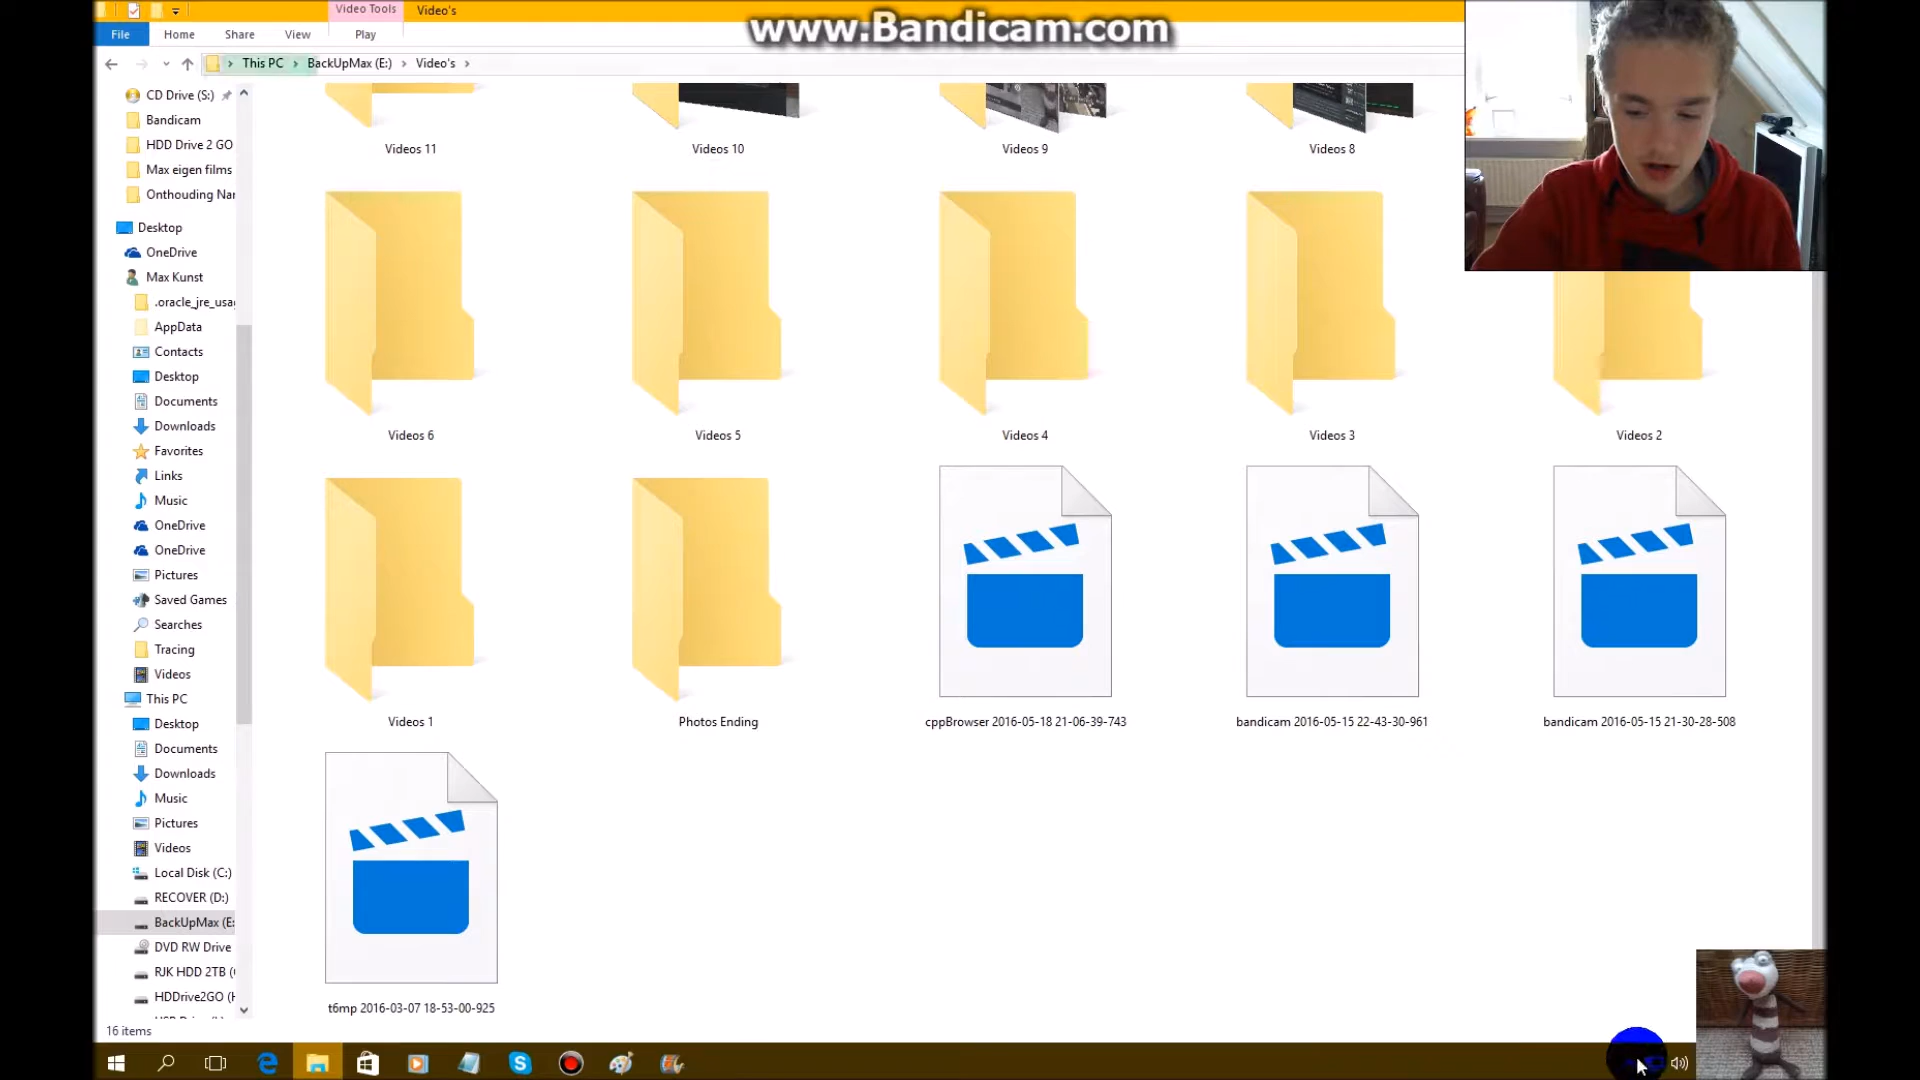 Video Tools
Video's
www.Bandicam.com
File
Home
Share
View
Play
This PC
BackUpMax (E:)
Video's
CD Drive (S:)
Bandicam
HDD Drive 2 GO
Max eigen films
Onthouding Nar
Desktop
OneDrive
Max Kunst
.oracle_jre_usag
AppData
Contacts
Desktop
Documents
Downloads
Favorites
Links
Music
OneDrive
OneDrive
Pictures
Saved Games
Searches
Tracing
Videos
This PC
Desktop
Documents
Downloads
Music
Pictures
Videos
Local Disk (C:)
RECOVER (D:)
BackUpMax (E:
DVD RW Drive
RJK HDD 2TB (
HDDrive2GO (H
Videos 11
Videos 10
Videos 9
Videos 8
Videos 6
Videos 5
Videos 4
Videos 3
Videos 2
Videos 1
Photos Ending
cppBrowser 2016-05-18 21-06-39-743
bandicam 2016-05-15 22-43-30-961
bandicam 2016-05-15 21-30-28-508
t6mp 2016-03-07 18-53-00-925
16 items